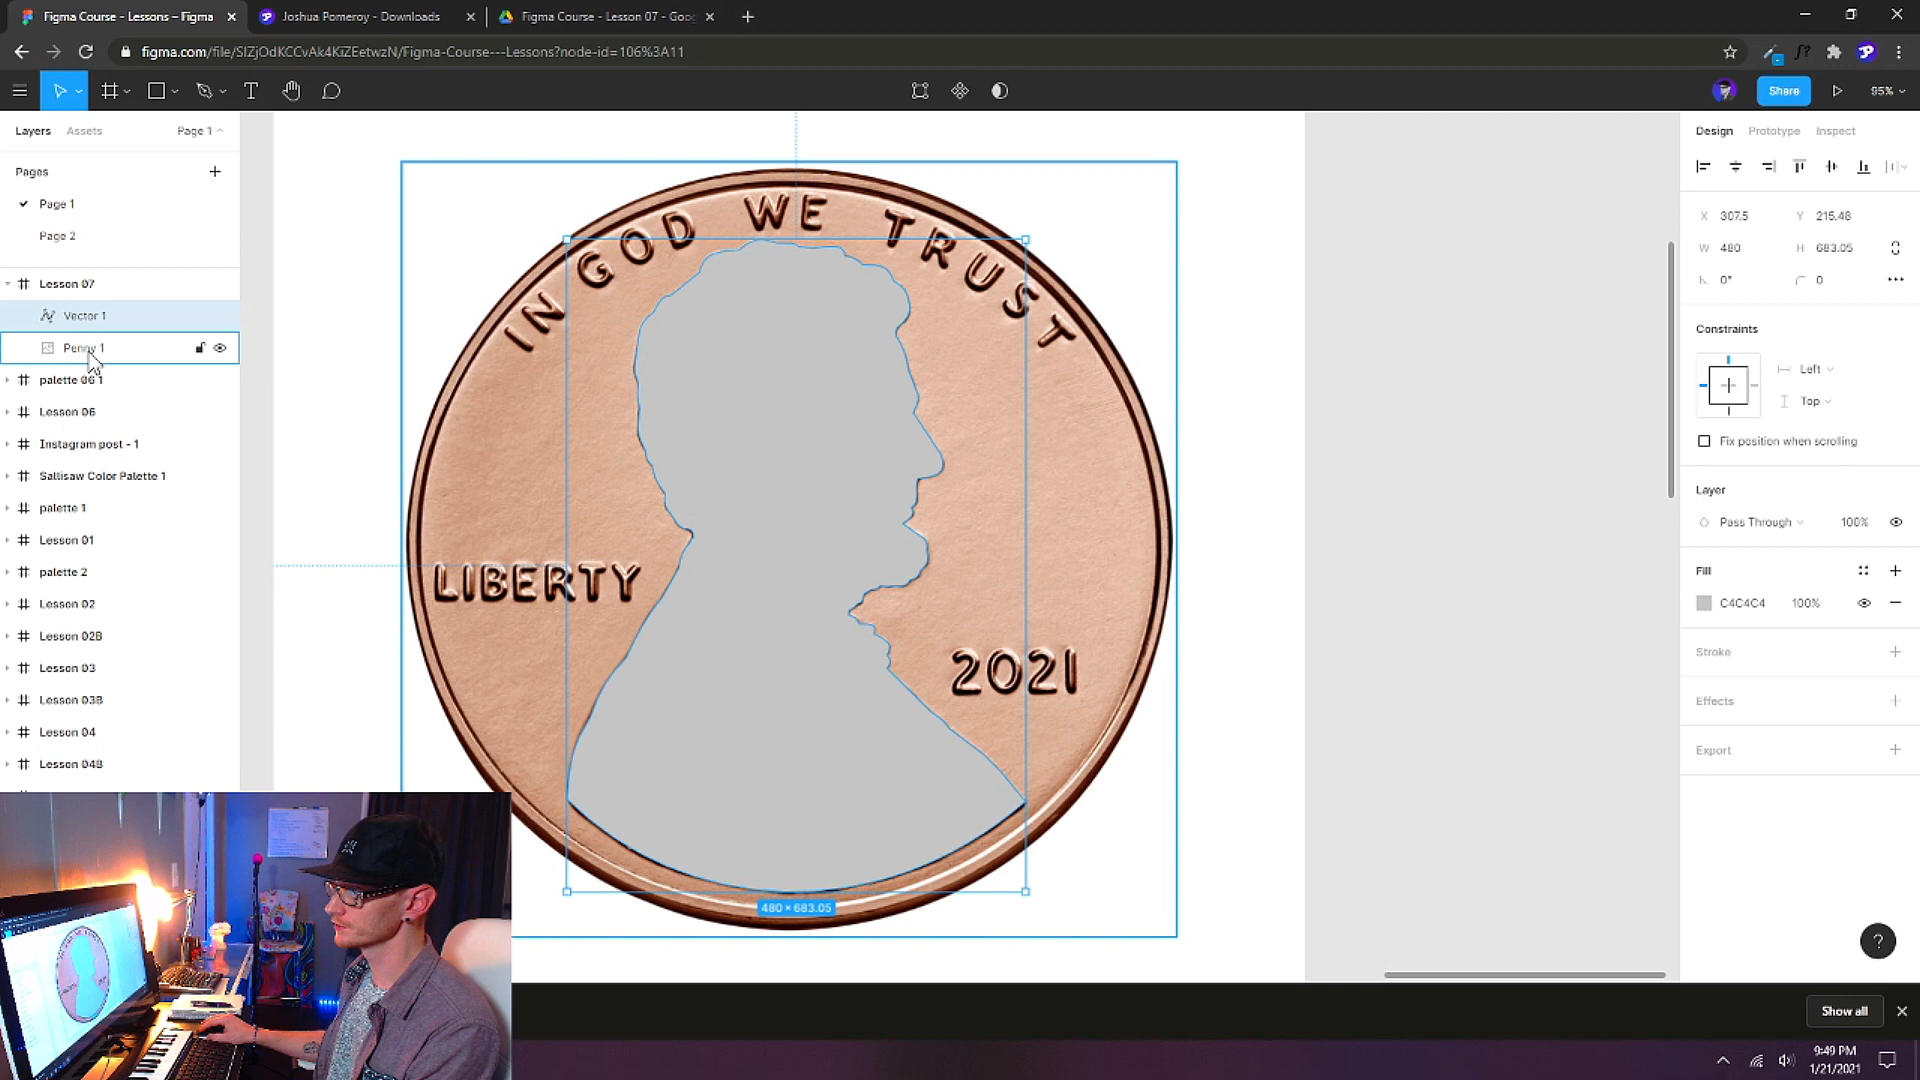 Figma Course - Lessons – Figma
Joshua Pomeroy - Downloads
Figma Course - Lesson 07 - Goo
figma.com/file/SIZjOdKCCvAk4KiZEetwzN/Figma-Course---Lessons?node-id=106%3A11
Share
95%
Layers
Assets
Page 1
Pages
Page 1
Page 2
Lesson 07
Vector 1
Penny 1
palette 06 1
Lesson 06
Instagram post - 1
Sallisaw Color Palette 1
palette 1
Lesson 01
palette 2
Lesson 02
Lesson 02B
Lesson 03
Lesson 03B
Lesson 04
Lesson 04B
IN GOD WE TRUST
LIBERTY
2021
480 × 683.05
Design
Prototype
Inspect
X 307.5
Y 215.48
W 480
H 683.05
0°
0
Constraints
Left
Top
Fix position when scrolling
Layer
Pass Through
100%
Fill
C4C4C4
100%
Stroke
Effects
Export
?
Show all
9:49 PM
1/21/2021